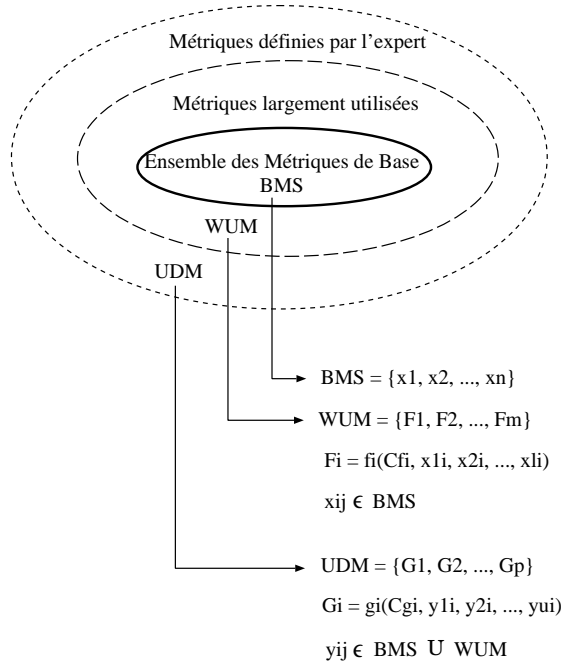 Métriques définies par l'expert
Métriques largement utilisées
Ensemble des Métriques de Base
BMS
WUM
UDM
BMS = {x1, x2, ..., xn}
WUM = {F1, F2, ..., Fm}
Fi = fi(Cfi, x1i, x2i, ..., xli)
xij ϵ BMS
UDM = {G1, G2, ..., Gp}
Gi = gi(Cgi, y1i, y2i, ..., yui)
yij ϵ BMS U WUM